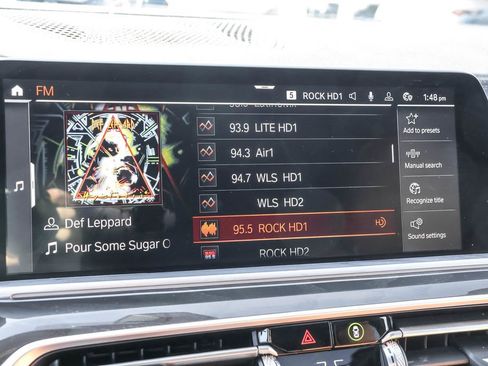 FM
5 ROCK HD1
1:48 pm
93.9 LITE HD1
94.3 Air1
94.7 WLS HD1
WLS HD2
95.5 ROCK HD1
ROCK HD2
Def Leppard
Pour Some Sugar O
Add to presets
Manual search
Recognize title
Sound settings